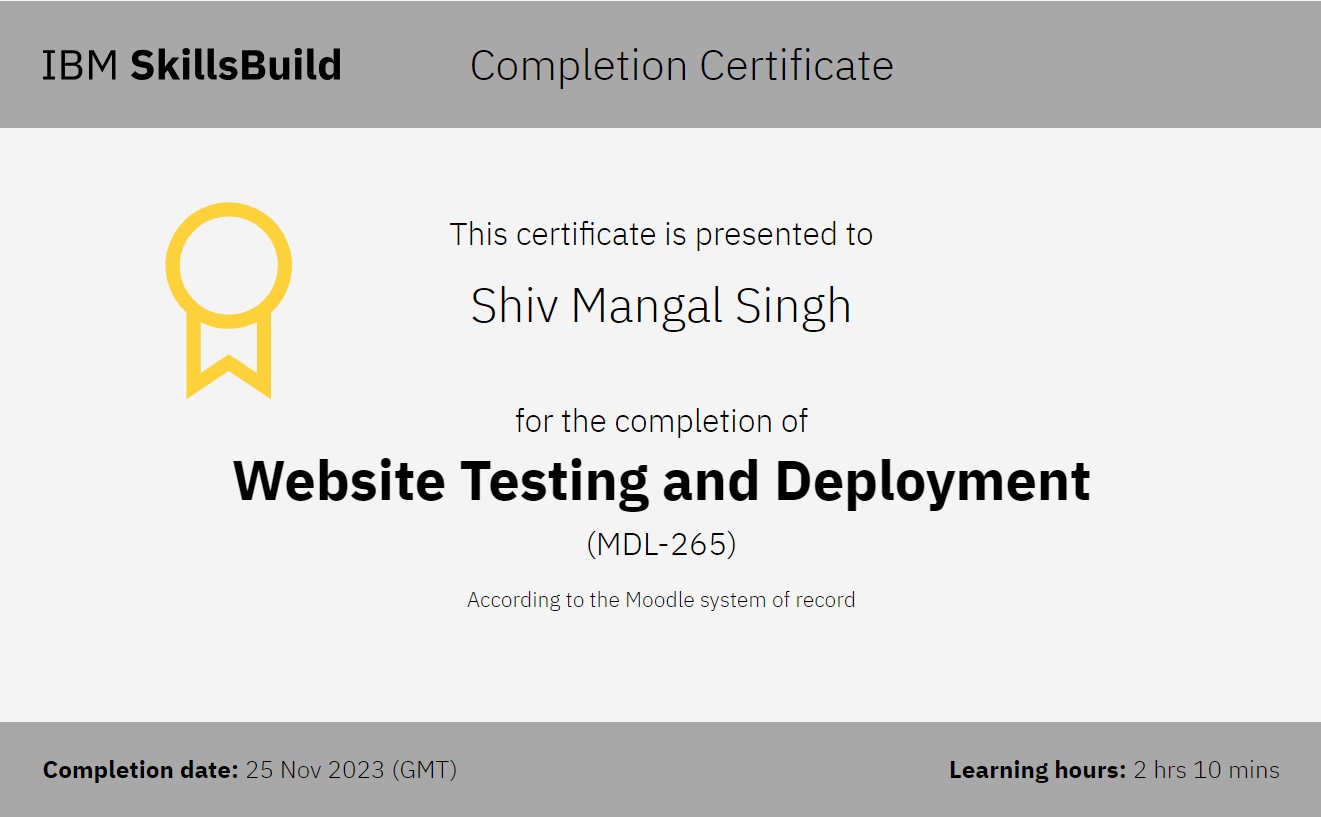 IBM SkillsBuild
Completion Certificate
This certificate is presented to
Shiv Mangal Singh
for the completion of
Website Testing and Deployment
(MDL-265)
According to the Moodle system of record
Completion date: 25 Nov 2023 (GMT)
Learning hours: 2 hrs 10 mins